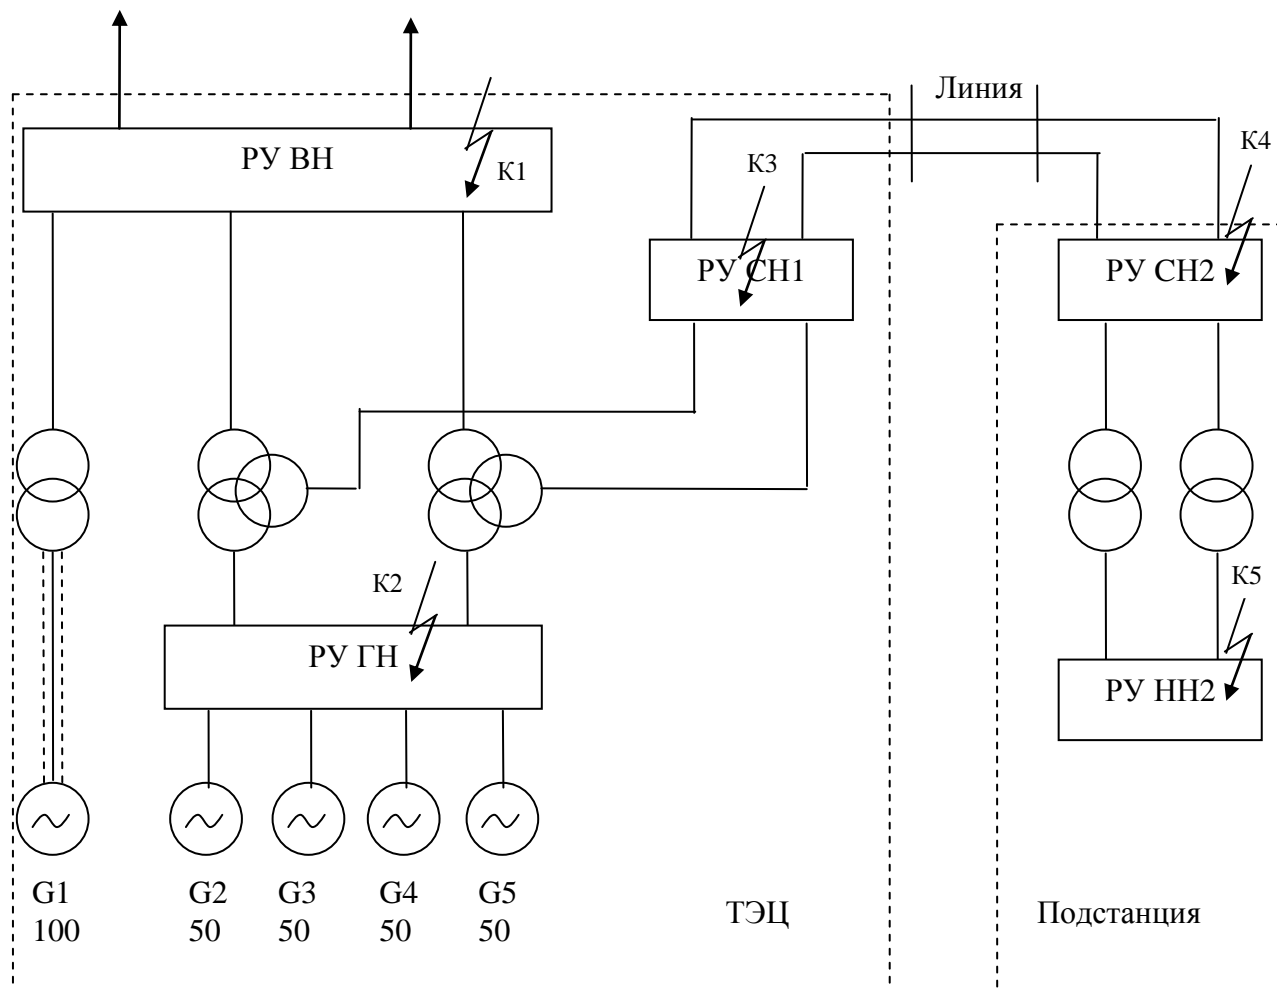 Линия
РУ ВН
К1
К3
К4
РУ СН1
РУ СН2
К2
К5
РУ ГН
РУ НН2
G1
100
G2
50
G3
50
G4
50
G5
50
ТЭЦ
Подстанция